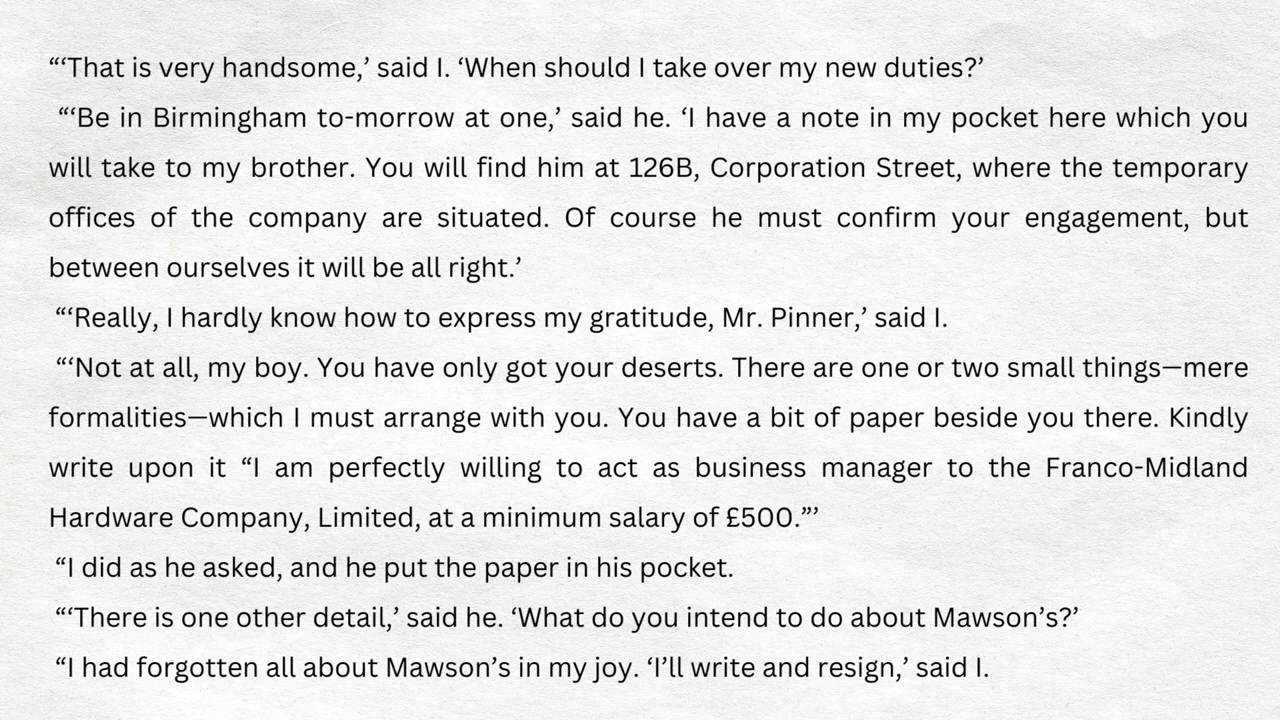 “‘That is very handsome,’ said I. ‘When should I take over my new duties?’
“‘Be in Birmingham to-morrow at one,’ said he. ‘I have a note in my pocket here which you
will take to my brother. You will find him at 126B, Corporation Street, where the temporary
offices of the company are situated. Of course he must confirm your engagement, but
between ourselves it will be all right.’
“‘Really, I hardly know how to express my gratitude, Mr. Pinner,’ said I.
“‘Not at all, my boy. You have only got your deserts. There are one or two small things—mere
formalities—which I must arrange with you. You have a bit of paper beside you there. Kindly
write upon it “I am perfectly willing to act as business manager to the Franco-Midland
Hardware Company, Limited, at a minimum salary of £500.”’
“I did as he asked, and he put the paper in his pocket.
“‘There is one other detail,’ said he. ‘What do you intend to do about Mawson’s?’
“I had forgotten all about Mawson’s in my joy. ‘I’ll write and resign,’ said I.